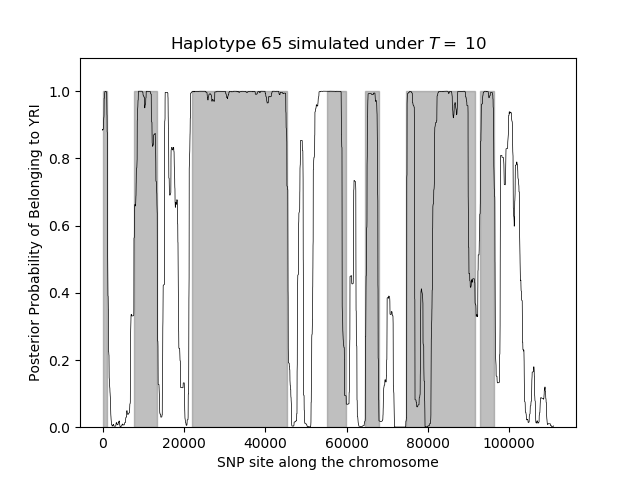 Haplotype 65 simulated under T = 10
Posterior Probability of Belonging to YRI
1.0
0.8
0.6
0.4
0.2
0.0
0 20000 40000 60000 80000 100000
SNP site along the chromosome